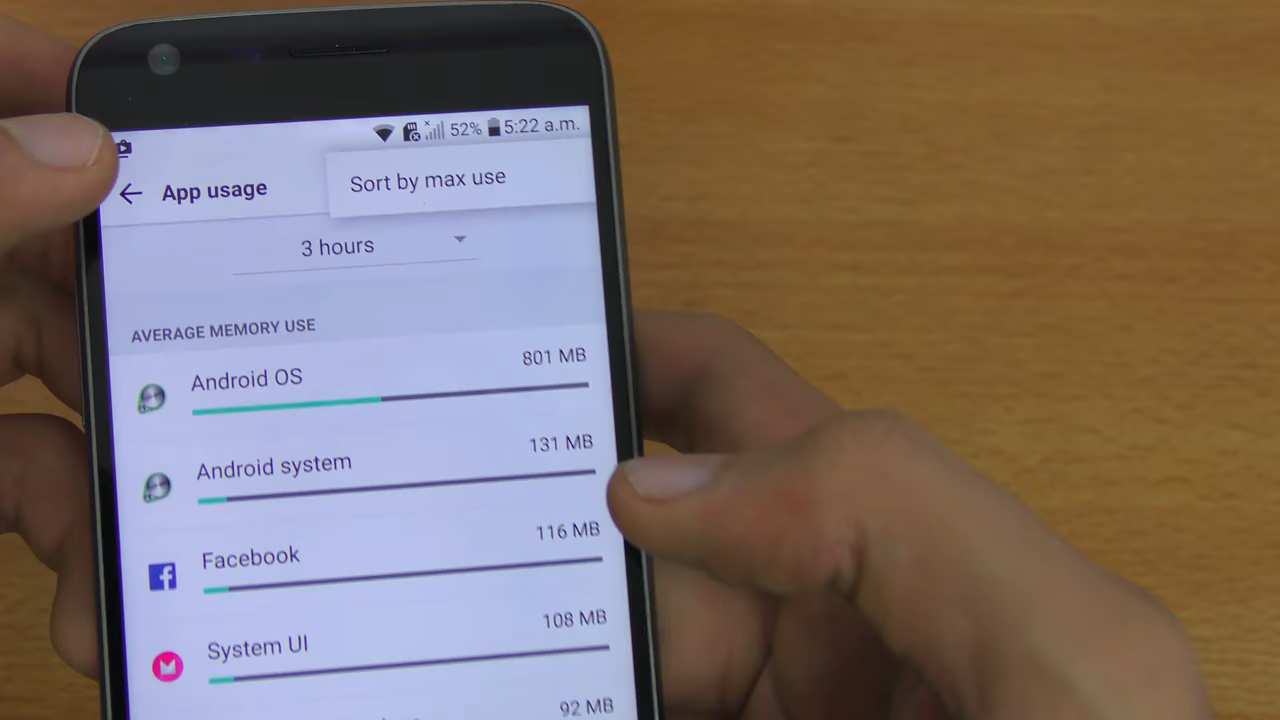 52% 5:22 a.m.
App usage
Sort by max use
3 hours
AVERAGE MEMORY USE
Android OS 801 MB
Android system 131 MB
Facebook 116 MB
System UI 108 MB
92 MB